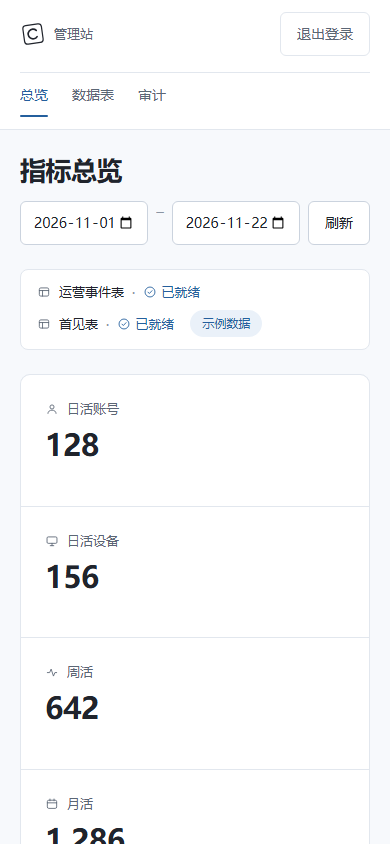 管理站
退出登录
总览 数据表 审计
指标总览
2026-11-01 – 2026-11-22 刷新
运营事件表 · 已就绪
首见表 · 已就绪 示例数据
日活账号
128
日活设备
156
周活
642
月活
1,286